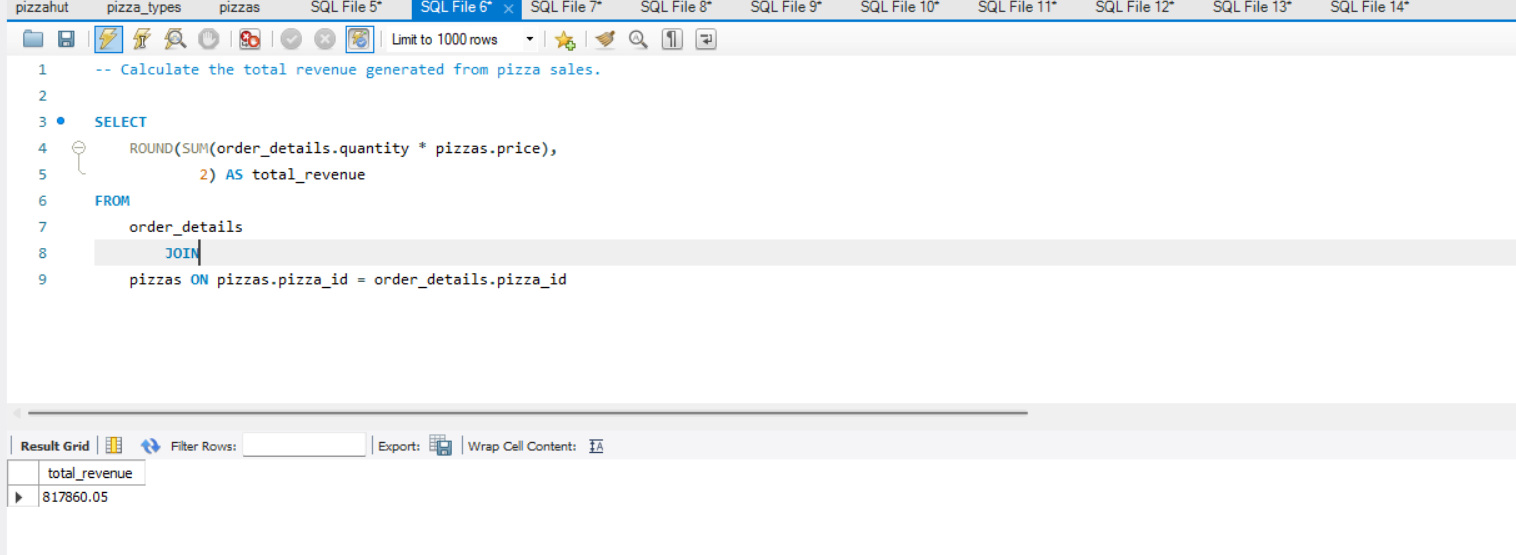 pizzahut pizza_types pizzas SQL File 5* SQL File 6* × SQL File 7* SQL File 8* SQL File 9* SQL File 10* SQL File 11* SQL File 12* SQL File 13* SQL File 14*
Limit to 1000 rows
1 -- Calculate the total revenue generated from pizza sales.
2
3 SELECT
4 ROUND(SUM(order_details.quantity * pizzas.price),
5 2) AS total_revenue
6 FROM
7 order_details
8 JOIN
9 pizzas ON pizzas.pizza_id = order_details.pizza_id
Result Grid Filter Rows: Export: Wrap Cell Content: IA
total_revenue
817860.05